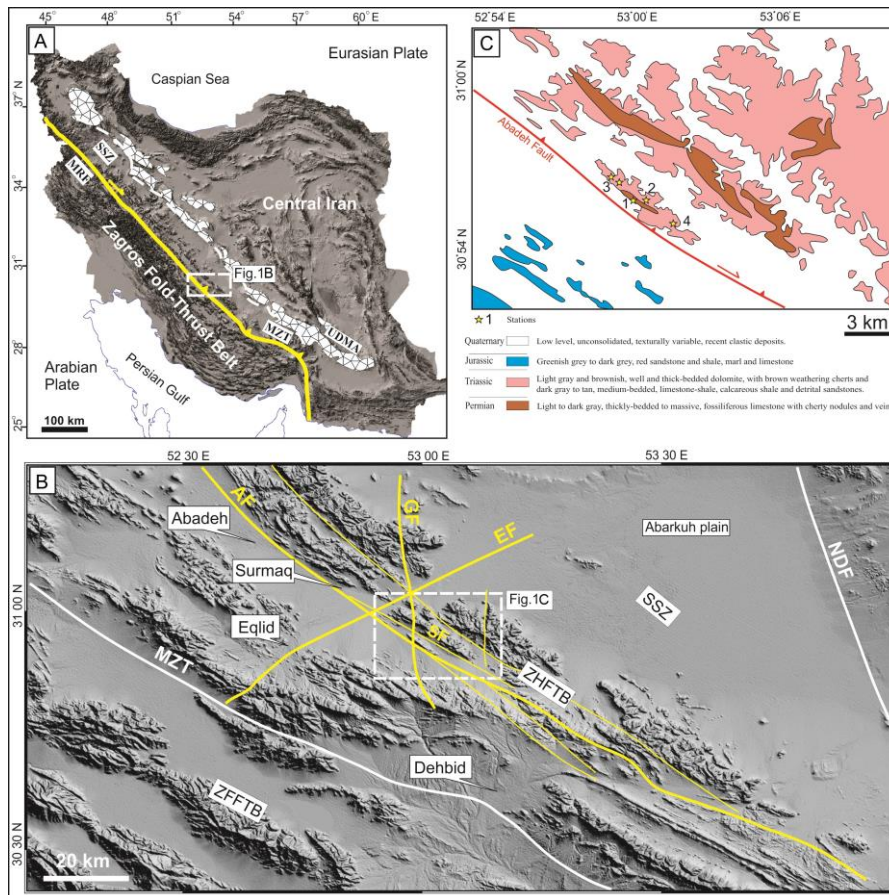 45°
48°
51°
54°
57°
60°
A
Eurasian Plate
Caspian Sea
37°N
34°
31°
28°
25°
SSZ
MRF
Central Iran
Zagros Fold-Thrust Belt
Fig.1B
MZT
UDMA
Arabian
Plate
Persian Gulf
100 km
C
52°54'E
53°00
53°06
31°00
30°54
Abadeh Fault
3
2
1
4
3 km
1 Stations
Quaternary Low level, unconsolidated, texturally variable, recent clastic deposits.
Jurassic Greenish grey to dark grey, red sandstone and shale, marl and limestone
Triassic Light gray and brownish, well and thick-bedded dolomite, with brown weathering cherts and
dark gray to tan, medium-bedded, limestone-shale, calcareous shale and detrital sandstones.
Permian Light to dark gray, thickly-bedded to massive, fossiliferous limestone with cherty nodules and vein
B
52 30E
53 00
53 30
31 00 N
30 30 N
AF
GF
EF
Abadeh
Surmaq
Eqlid
Abarkuh plain
NDF
SSZ
Fig.1C
SF
ZHFTB
MZT
Dehbid
ZFFTB
20 km